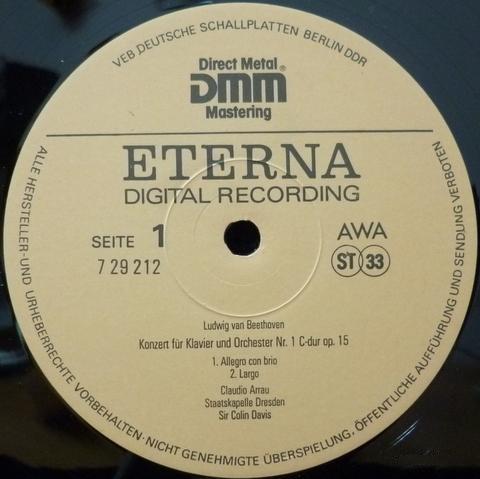 VEB DEUTSCHE SCHALLPLATTEN BERLIN DDR
Direct Metal
DMM®
Mastering
ETERNA
DIGITAL RECORDING
SEITE 1
AWA
7 29 212
ST 33
Ludwig van Beethoven
Konzert für Klavier und Orchester Nr. 1 C-dur op. 15
1. Allegro con brio
2. Largo
Claudio Arrau
Staatskapelle Dresden
Sir Colin Davis
ALLE HERSTELLER- UND URHEBERRECHTE VORBEHALTEN · NICHT GENEHMIGTE ÜBERSPIELUNG, ÖFFENTLICHE AUFFÜHRUNG UND SENDUNG VERBOTEN